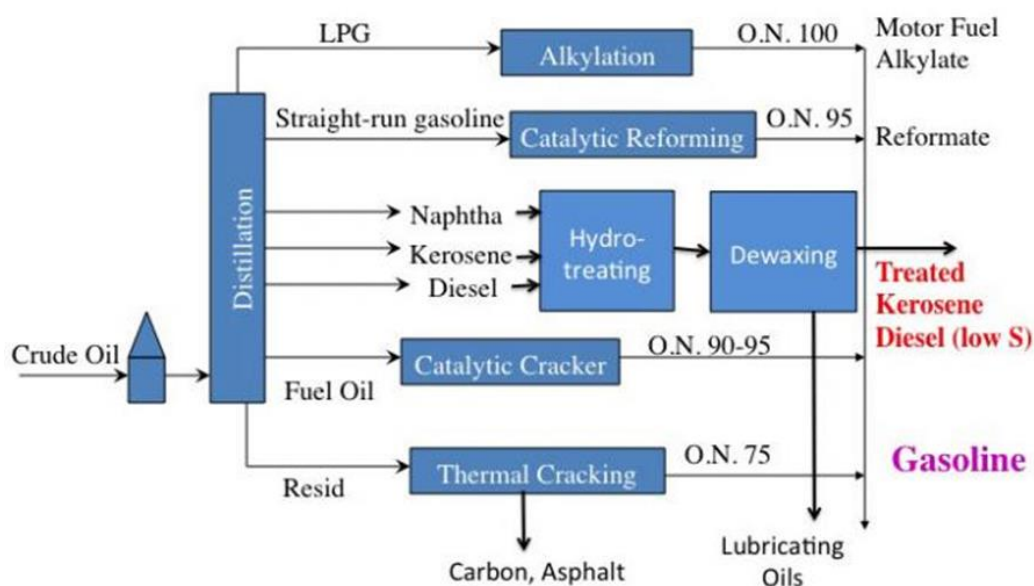 LPG
Alkylation
O.N. 100
Motor Fuel
Alkylate
Straight-run gasoline
Catalytic Reforming
O.N. 95
Reformate
Distillation
Naphtha
Kerosene
Diesel
Hydro-
treating
Dewaxing
Treated
Kerosene
Diesel (low S)
Crude Oil
Fuel Oil
Catalytic Cracker
O.N. 90-95
Resid
Thermal Cracking
O.N. 75
Gasoline
Carbon, Asphalt
Lubricating
Oils